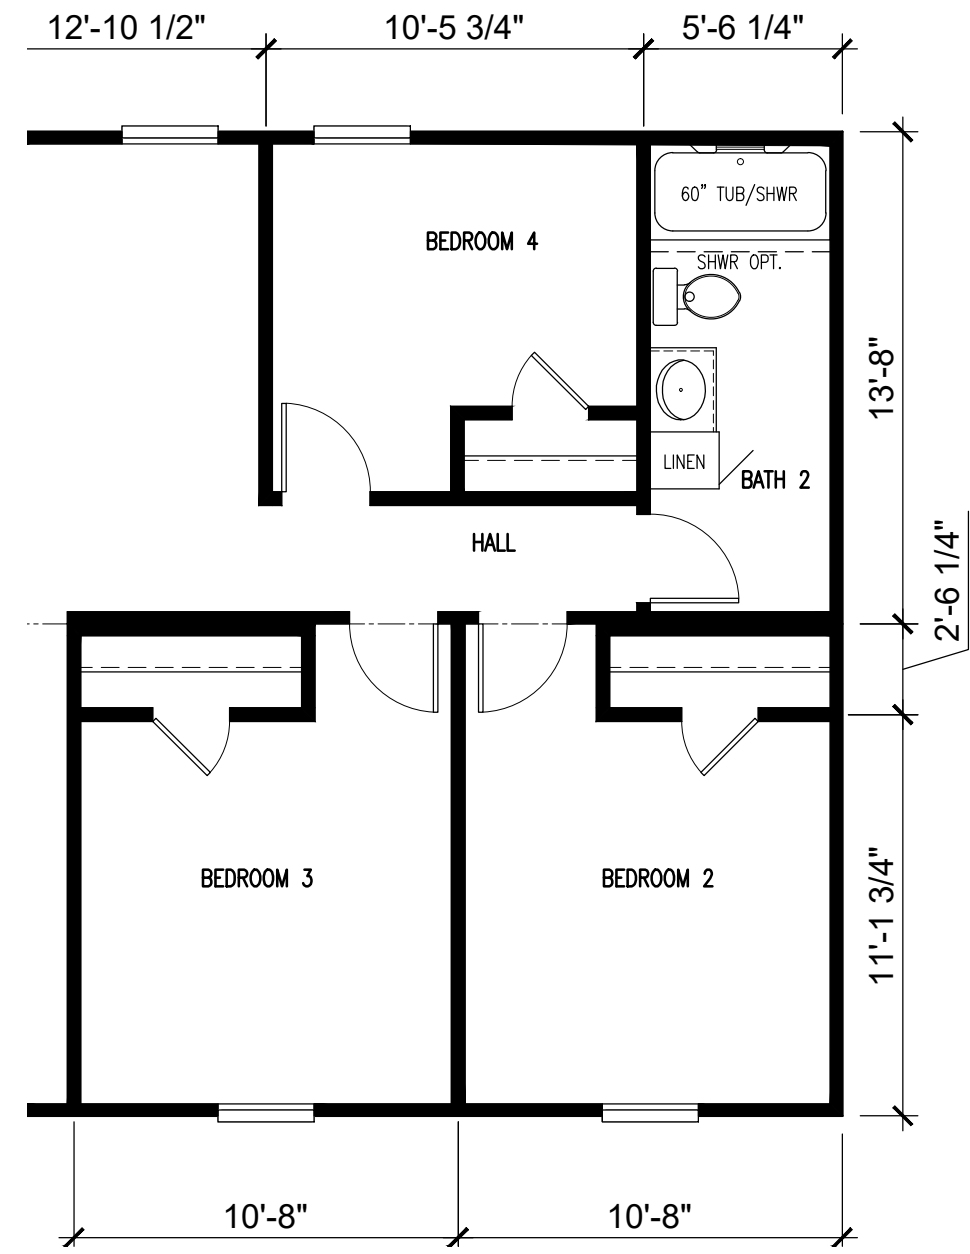 12'-10 1/2"
10'-5 3/4"
5'-6 1/4"
60" TUB/SHWR
BEDROOM 4
SHWR OPT.
13'-8"
LINEN
BATH 2
HALL
2'-6 1/4"
BEDROOM 3
BEDROOM 2
11'-1 3/4"
10'-8"
10'-8"